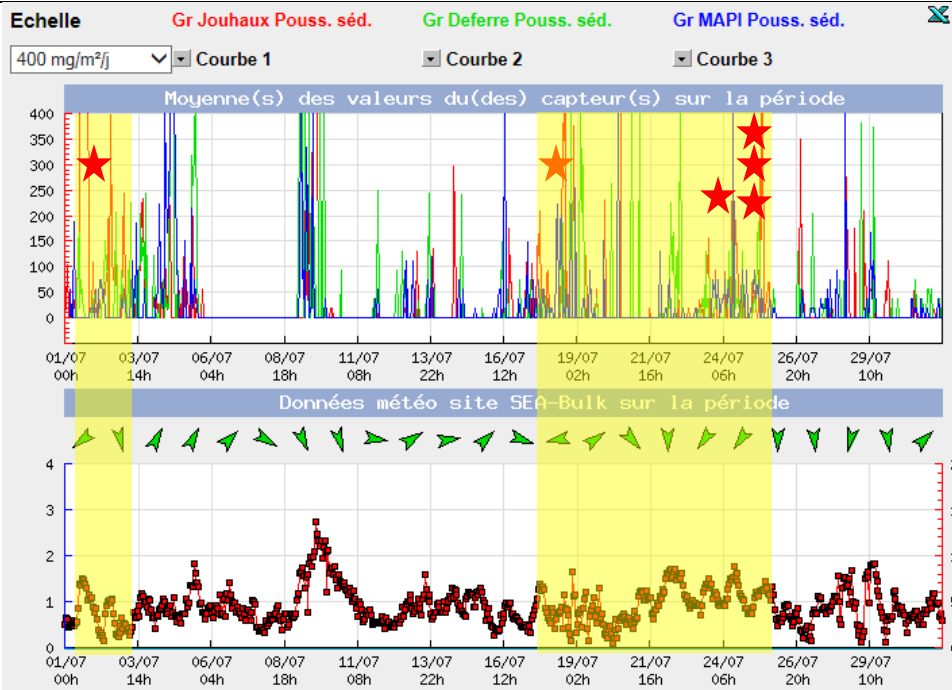 Echelle Gr Jouhaux Pouss. séd. Gr Deferre Pouss. séd. Gr MAPI Pouss. séd.
400 mg/m²/j Courbe 1 Courbe 2 Courbe 3
Moyenne(s) des valeurs du(des) capteur(s) sur la période
400
350
300
250
200
150
100
50
0
01/07 03/07 06/07 08/07 11/07 13/07 16/07 19/07 21/07 24/07 26/07 29/07
00h 14h 04h 18h 08h 22h 12h 02h 16h 06h 20h 10h
Données météo site SEA-Bulk sur la période
4
3
2
1
0
01/07 03/07 06/07 08/07 11/07 13/07 16/07 19/07 21/07 24/07 26/07 29/07
00h 14h 04h 18h 08h 22h 12h 02h 16h 06h 20h 10h